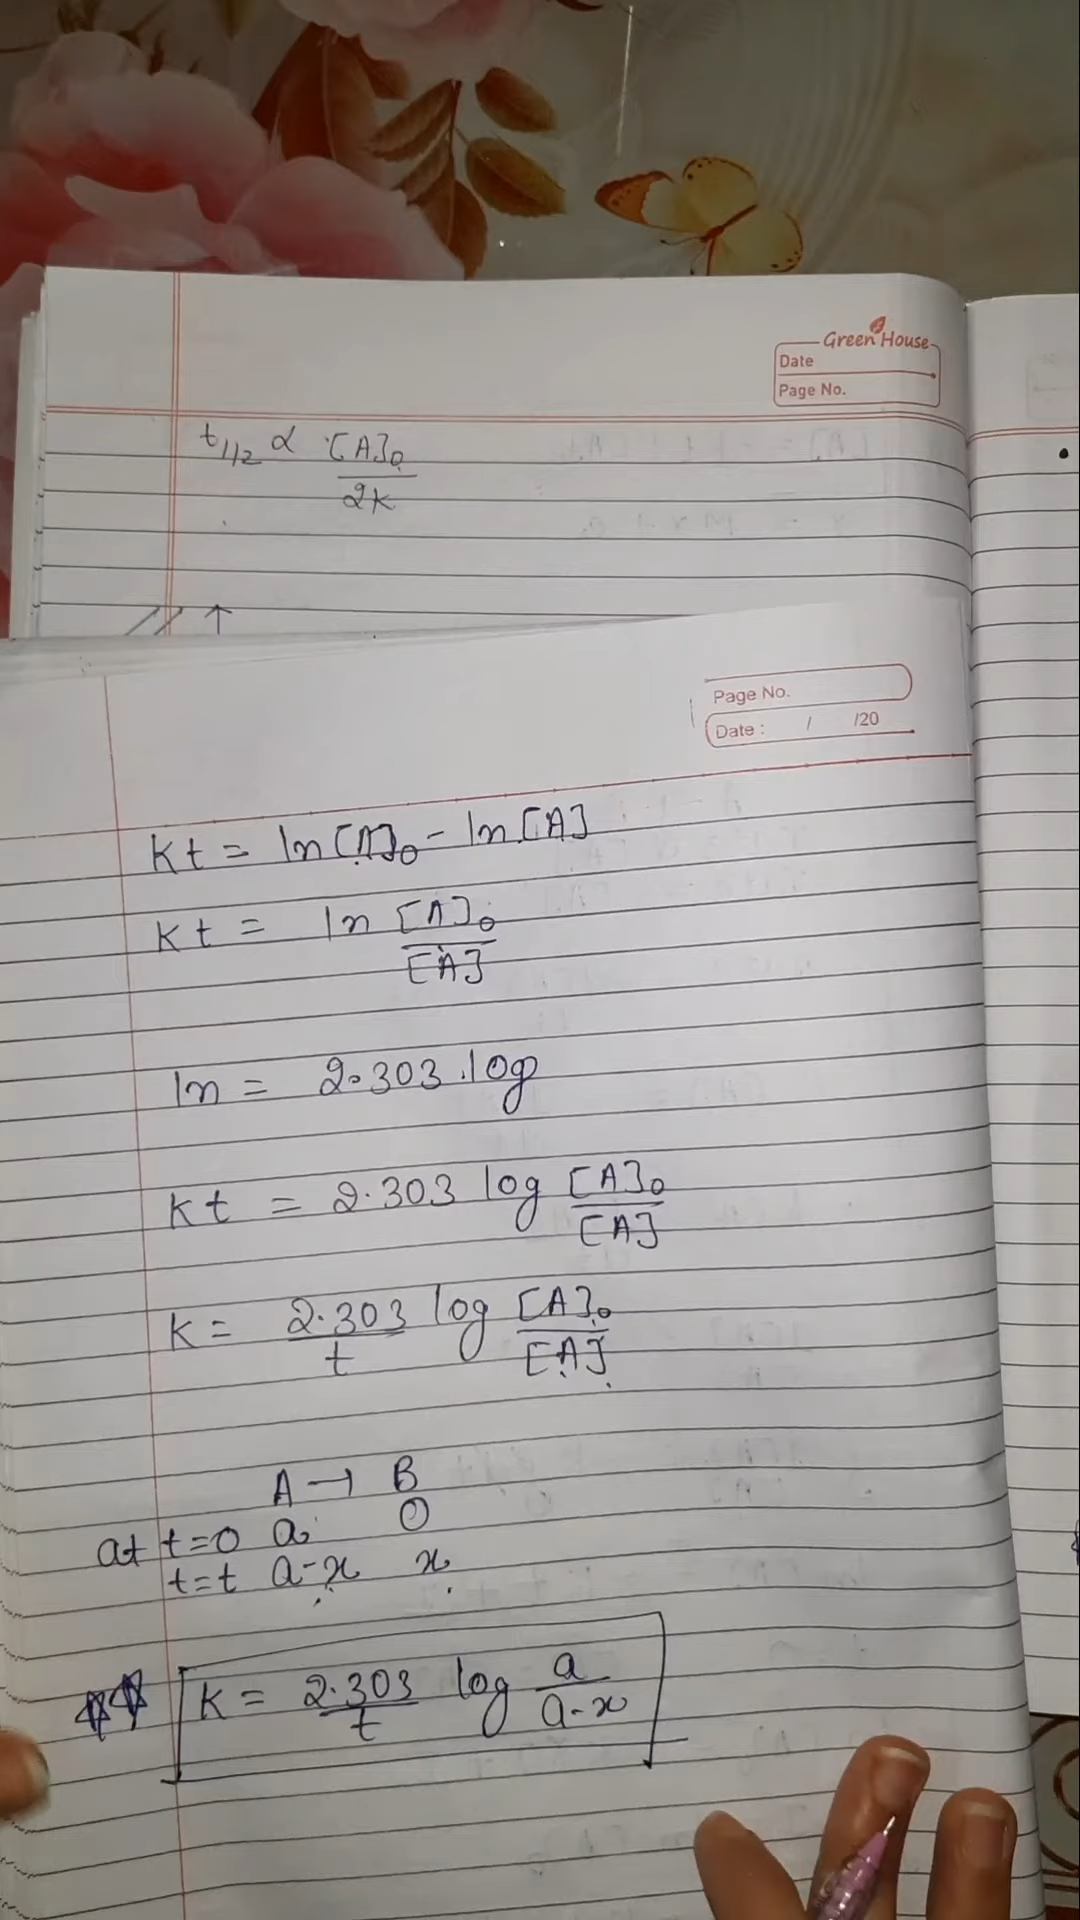 Green House
Date
Page No.
t1/2 ∝ [A]₀
2k
Page No.
Date : / /20
kt = ln[A]₀ - ln[A]
kt = ln [A]₀
[A]
ln = 2.303 log
kt = 2.303 log [A]₀
[A]
k = 2.303 log [A]₀
t [A]
A → B
at t=0 a 0
t=t a-x x
k = 2.303 log a
t a-x